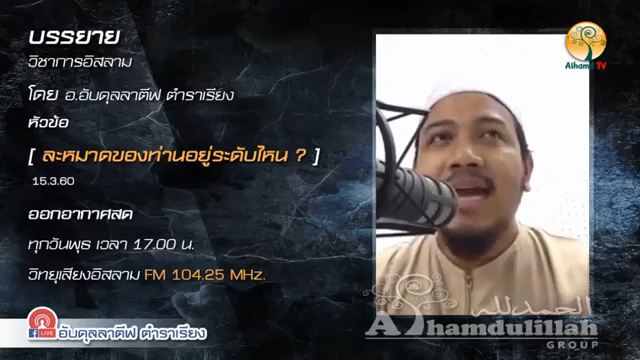 บรรยาย
วิชาการอิสลาม
โดย อ.อับดุลลาตีฟ ตำราเรียง
หัวข้อ
[ ละหมาดของท่านอยู่ระดับไหน ? ]
15.3.60
ออกอากาศสด
ทุกวันพุธ เวลา 17.00 น.
วิทยุเสียงอิสลาม FM 104.25 MHz.
f LIVE อับดุลลาตีฟ ตำราเรียง
Alhamd TV
الحمد لله
Alhamdulillah
GROUP